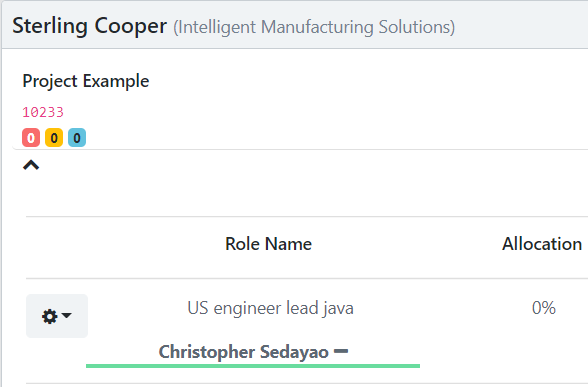 Sterling Cooper (Intelligent Manufacturing Solutions)
Project Example
10233
0 0 0
Role Name Allocation
US engineer lead java 0%
Christopher Sedayao